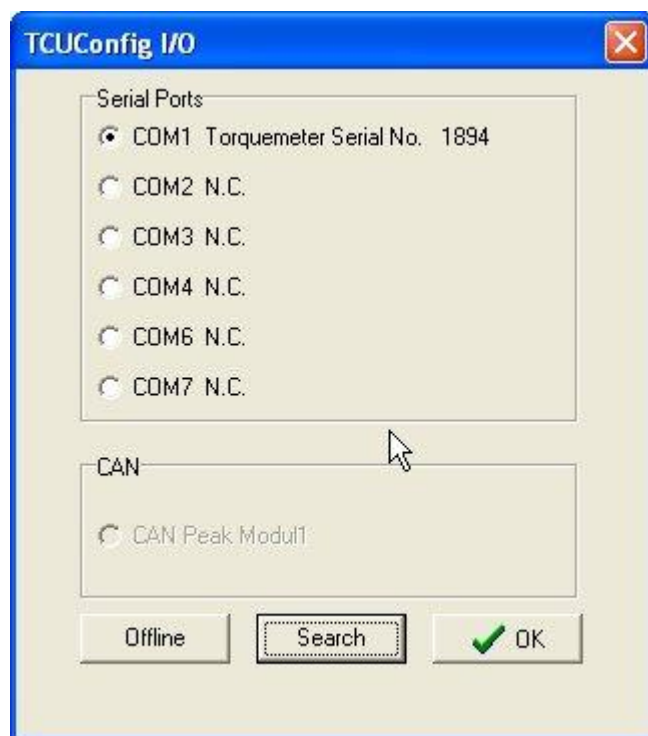 TCUConfig I/O
Serial Ports
COM1 Torquemeter Serial No. 1894
COM2 N.C.
COM3 N.C.
COM4 N.C.
COM6 N.C.
COM7 N.C.
CAN
CAN Peak Modul1
Offline Search OK